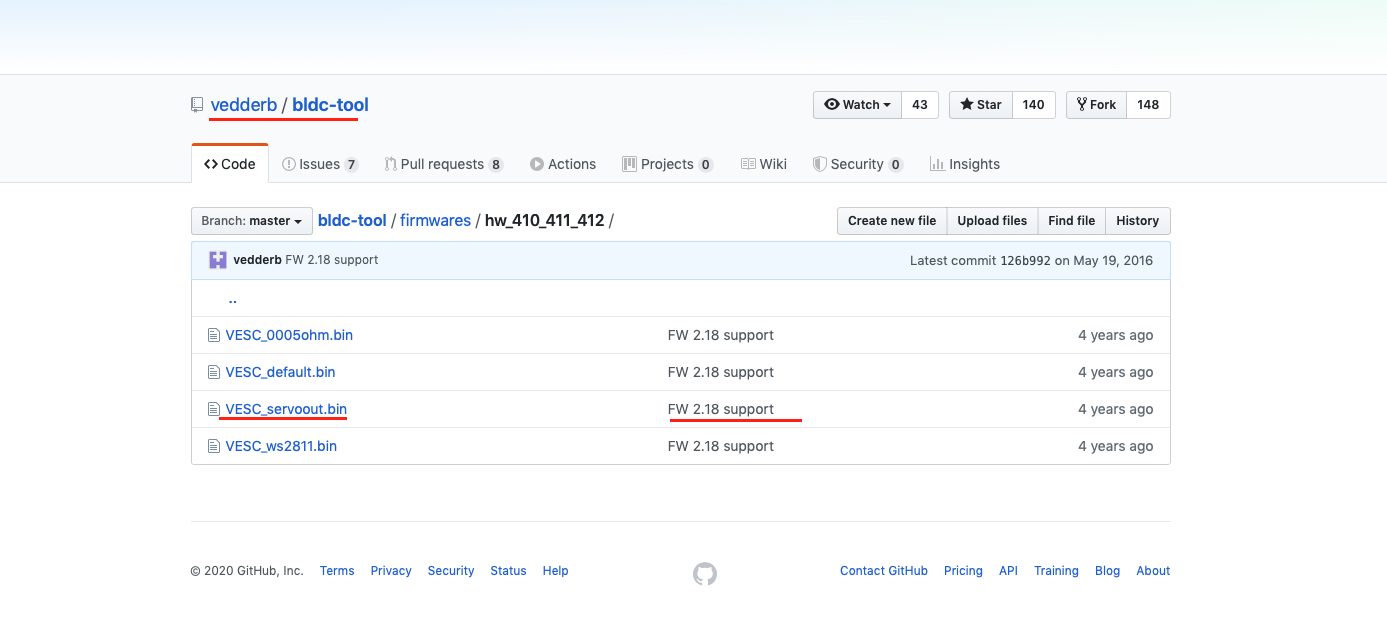 vedderb / bldc-tool
Watch 43 Star 140 Fork 148
Code Issues 7 Pull requests 8 Actions Projects 0 Wiki Security 0 Insights
Branch: master bldc-tool / firmwares / hw_410_411_412 / Create new file Upload files Find file History
vedderb FW 2.18 support Latest commit 126b992 on May 19, 2016
..
VESC_0005ohm.bin FW 2.18 support 4 years ago
VESC_default.bin FW 2.18 support 4 years ago
VESC_servoout.bin FW 2.18 support 4 years ago
VESC_ws2811.bin FW 2.18 support 4 years ago
© 2020 GitHub, Inc. Terms Privacy Security Status Help Contact GitHub Pricing API Training Blog About